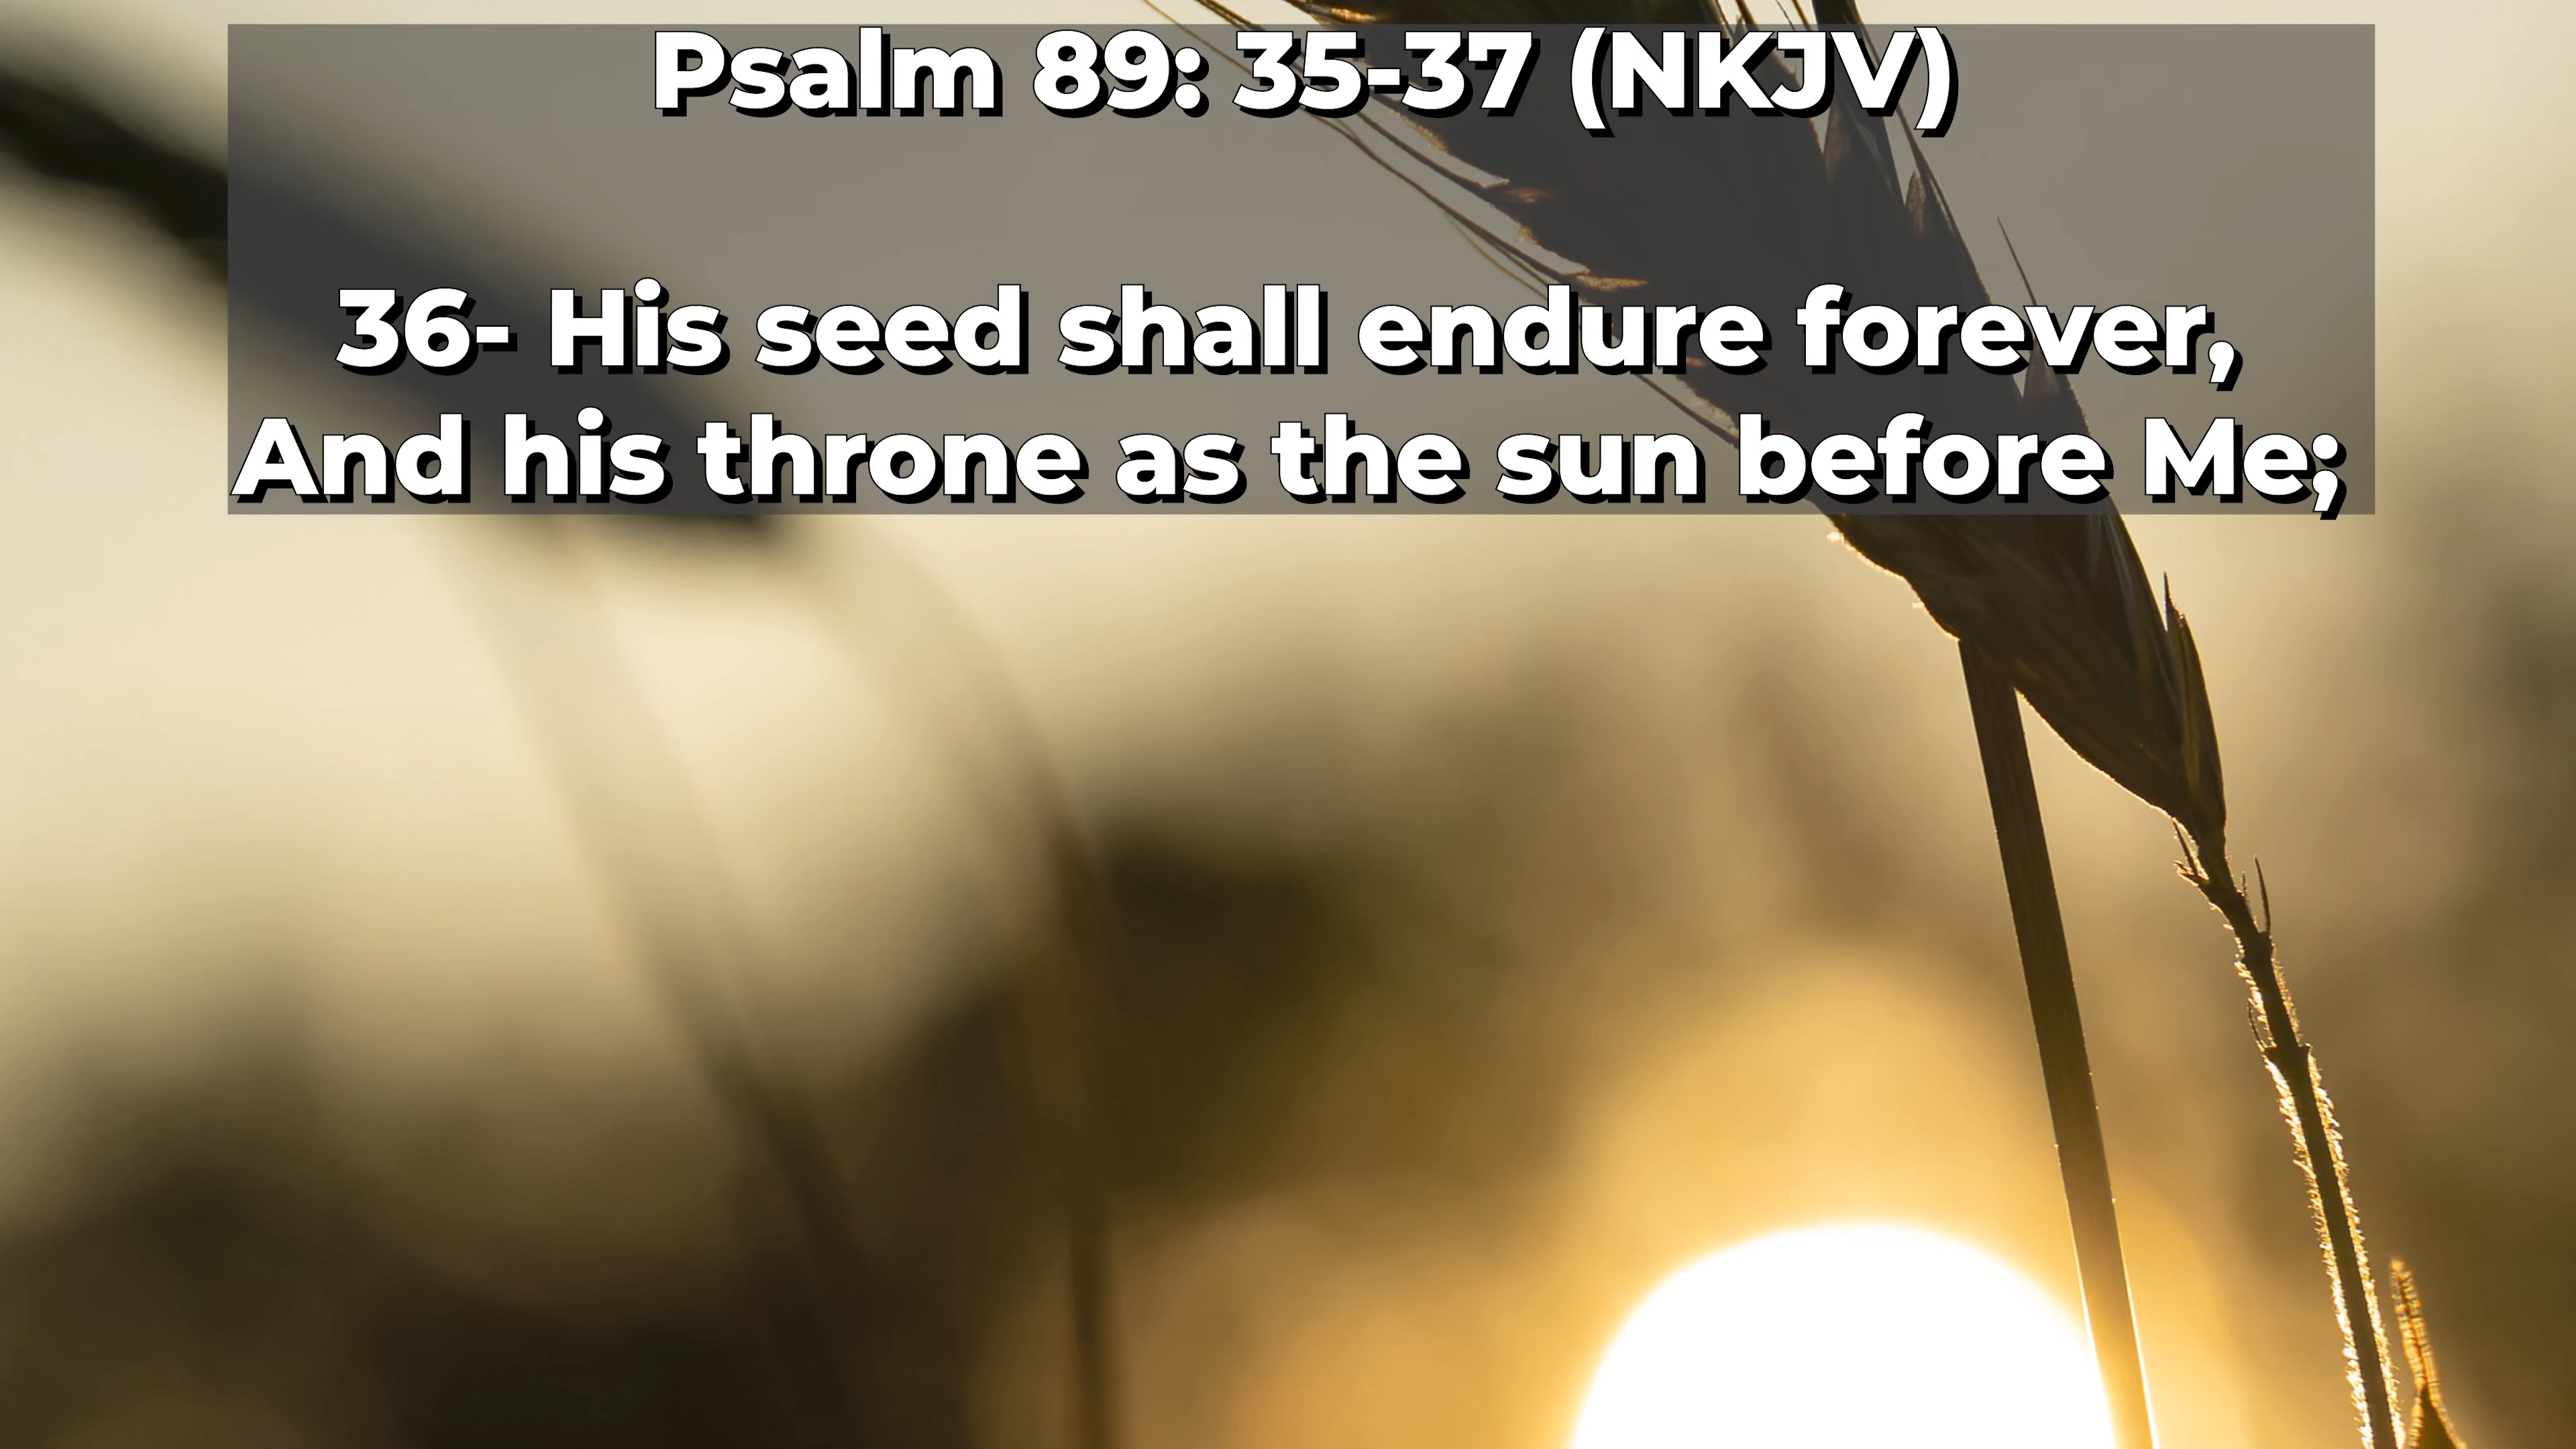 Psalm 89: 35-37 (NKJV)
36- His seed shall endure forever,
And his throne as the sun before Me;